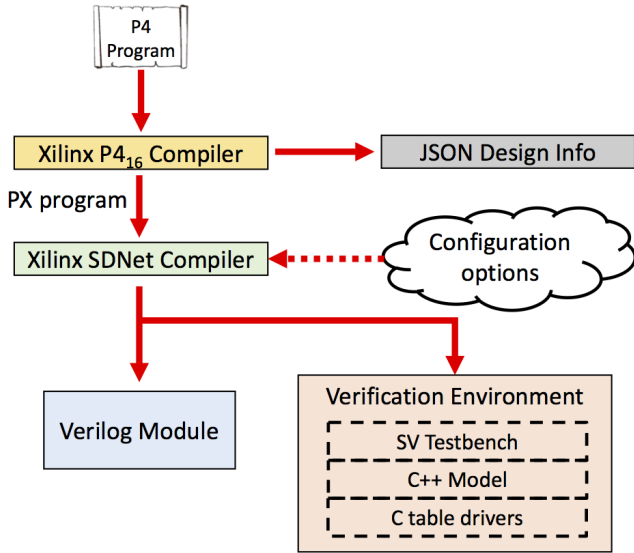 P4
Program
Xilinx P4₁₆ Compiler
JSON Design Info
PX program
Xilinx SDNet Compiler
Configuration
options
Verilog Module
Verification Environment
SV Testbench
C++ Model
C table drivers